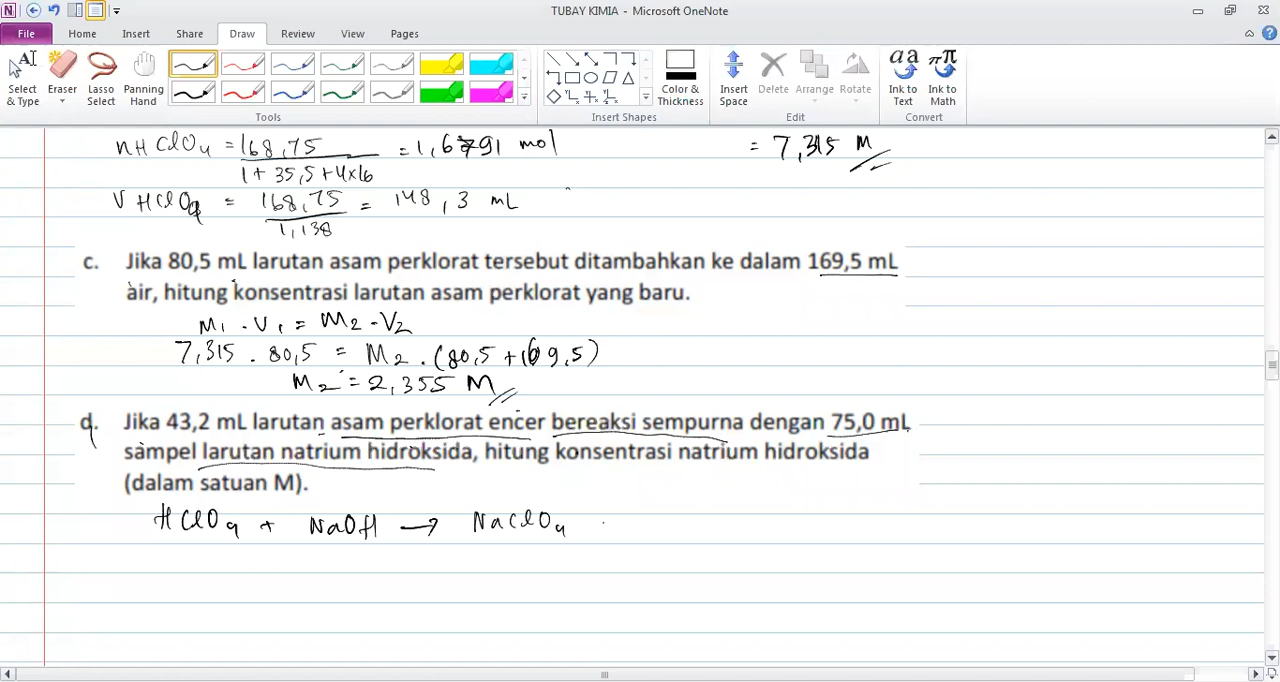 TUBAY KIMIA - Microsoft OneNote
File Home Insert Share Draw Review View Pages
Select & Type Eraser Lasso Select Panning Hand Color & Thickness Insert Space Delete Arrange Rotate Ink to Text Ink to Math
Tools Insert Shapes Edit Convert
n HClO4 = 168,75 / 1 + 35,5 + 4x16 = 1,6791 mol
= 7,315 M
V HClO4 = 168,75 / 1,138 = 148,3 mL
c. Jika 80,5 mL larutan asam perklorat tersebut ditambahkan ke dalam 169,5 mL
air, hitung konsentrasi larutan asam perklorat yang baru.
M1 . V1 = M2 . V2
7,315 . 80,5 = M2 . (80,5 + 169,5)
M2 = 2,355 M
d. Jika 43,2 mL larutan asam perklorat encer bereaksi sempurna dengan 75,0 mL
sampel larutan natrium hidroksida, hitung konsentrasi natrium hidroksida
(dalam satuan M).
HClO4 + NaOH → NaClO4